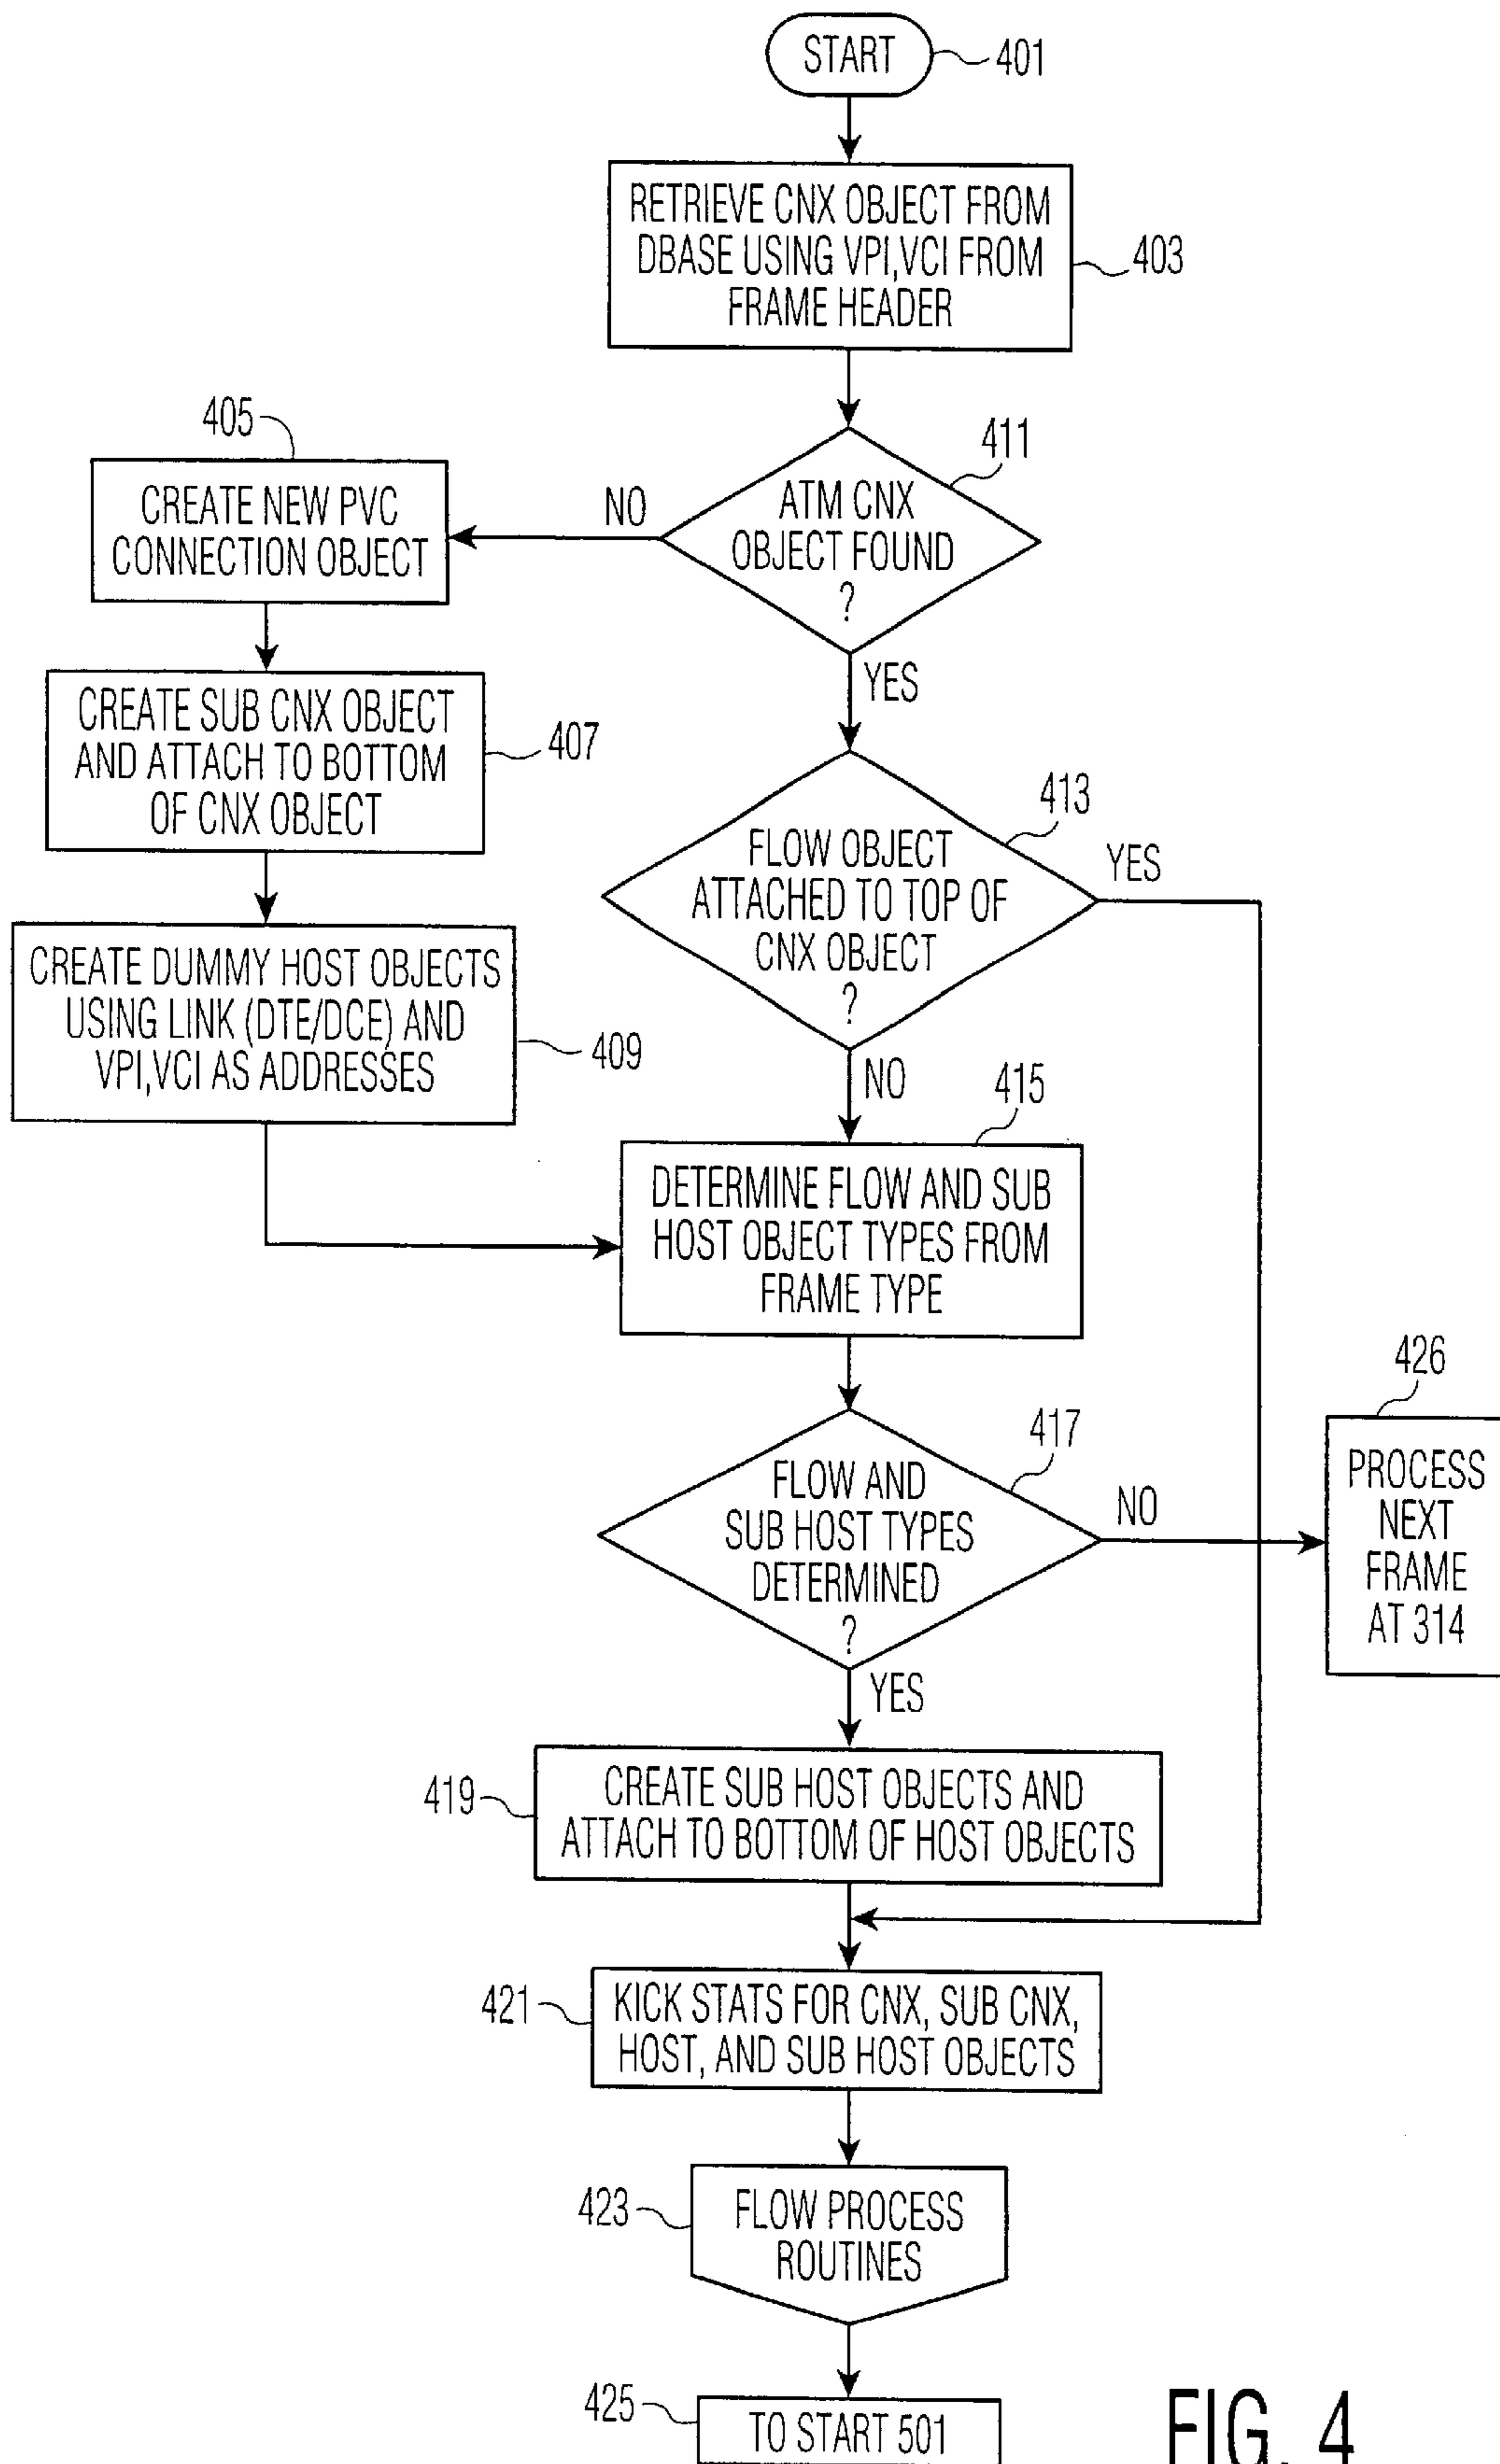 START
401
RETRIEVE CNX OBJECT FROM
DBASE USING VPI,VCI FROM
FRAME HEADER
403
411
ATM CNX
OBJECT FOUND
?
NO
YES
405
CREATE NEW PVC
CONNECTION OBJECT
CREATE SUB CNX OBJECT
AND ATTACH TO BOTTOM
OF CNX OBJECT
407
CREATE DUMMY HOST OBJECTS
USING LINK (DTE/DCE) AND
VPI,VCI AS ADDRESSES
409
413
FLOW OBJECT
ATTACHED TO TOP OF
CNX OBJECT
?
YES
NO
415
DETERMINE FLOW AND SUB
HOST OBJECT TYPES FROM
FRAME TYPE
417
FLOW AND
SUB HOST TYPES
DETERMINED
?
NO
YES
426
PROCESS
NEXT
FRAME
AT 314
419
CREATE SUB HOST OBJECTS AND
ATTACH TO BOTTOM OF HOST OBJECTS
421
KICK STATS FOR CNX, SUB CNX,
HOST, AND SUB HOST OBJECTS
423
FLOW PROCESS
ROUTINES
425
TO START 501
FIG. 4